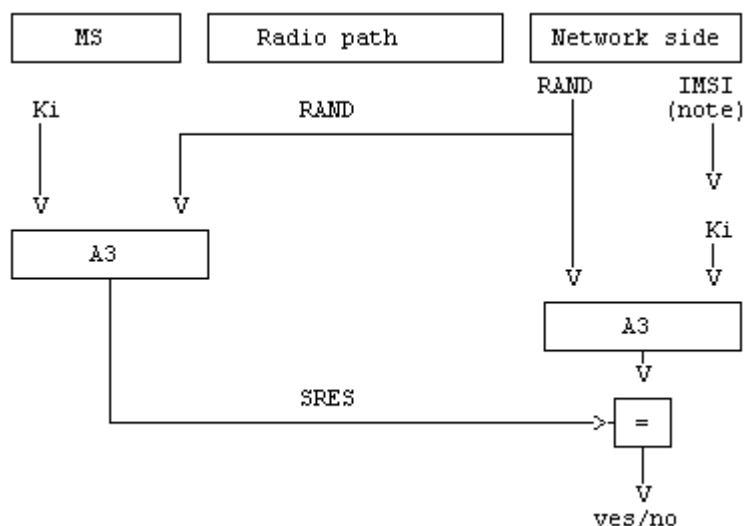 MS
Radio path
Network side
RAND
IMSI
(note)
Ki
RAND
Ki
A3
A3
SRES
=
yes/no